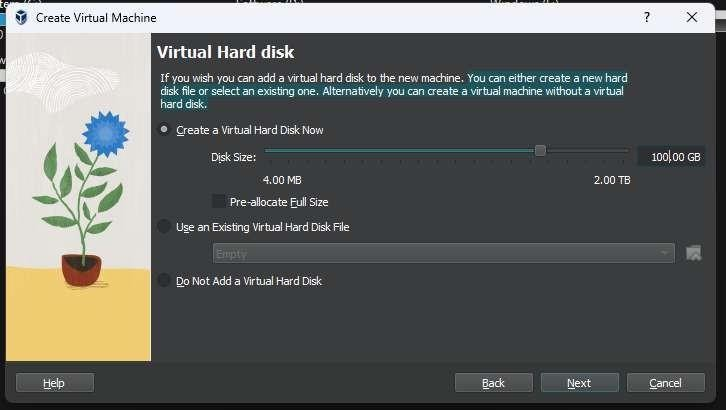 Create Virtual Machine
?
Virtual Hard disk
If you wish you can add a virtual hard disk to the new machine. You can either create a new hard
disk file or select an existing one. Alternatively you can create a virtual machine without a virtual
hard disk.
Create a Virtual Hard Disk Now
Disk Size:
100.00 GB
4.00 MB
2.00 TB
Pre-allocate Full Size
Use an Existing Virtual Hard Disk File
Empty
Do Not Add a Virtual Hard Disk
Help
Back
Next
Cancel